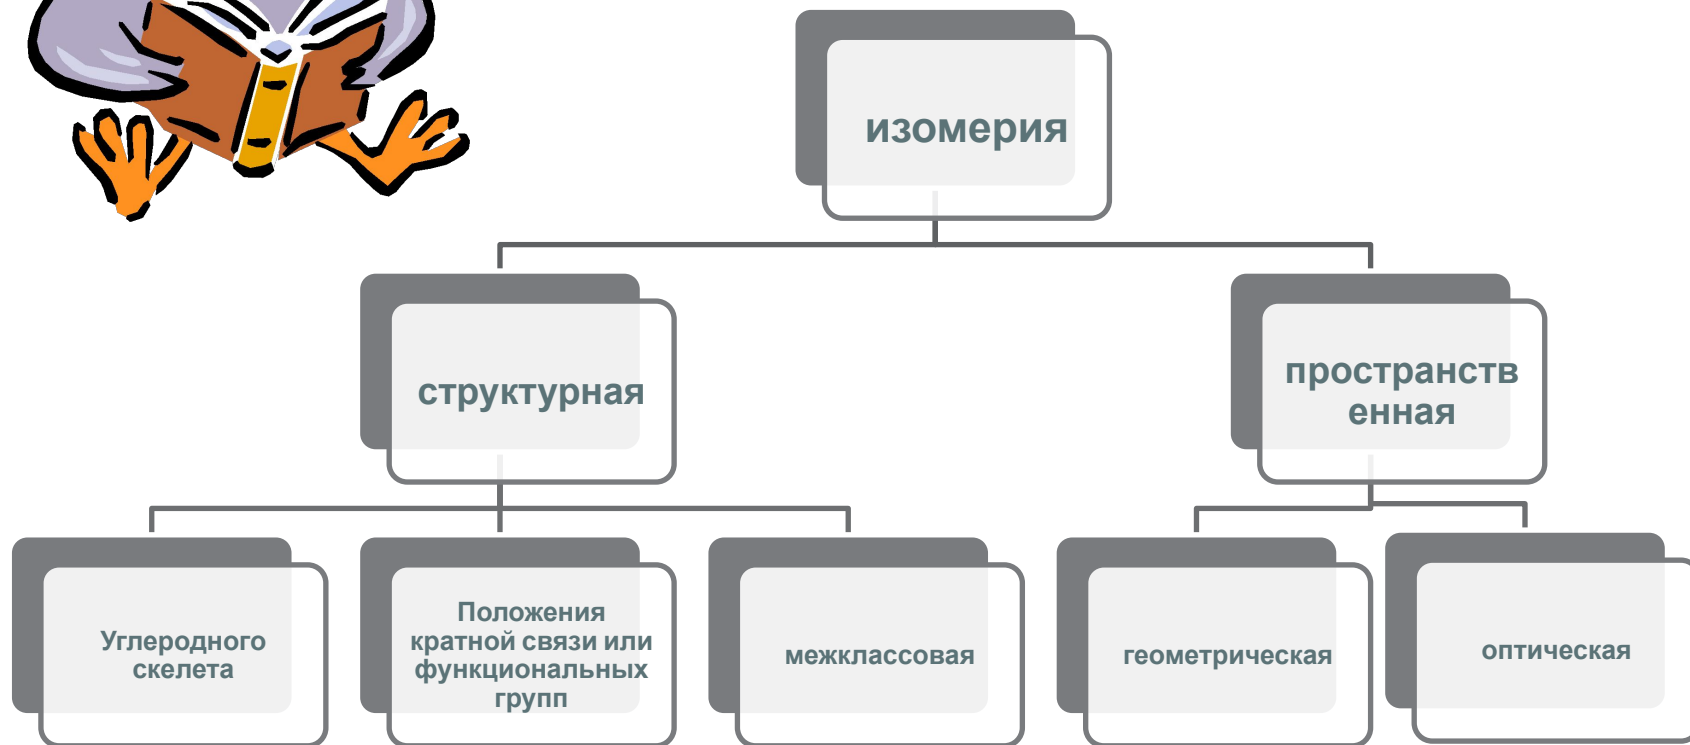 изомерия
структурная
пространств
енная
Углеродного
скелета
Положения
кратной связи или
функциональных
групп
межклассовая
геометрическая
оптическая